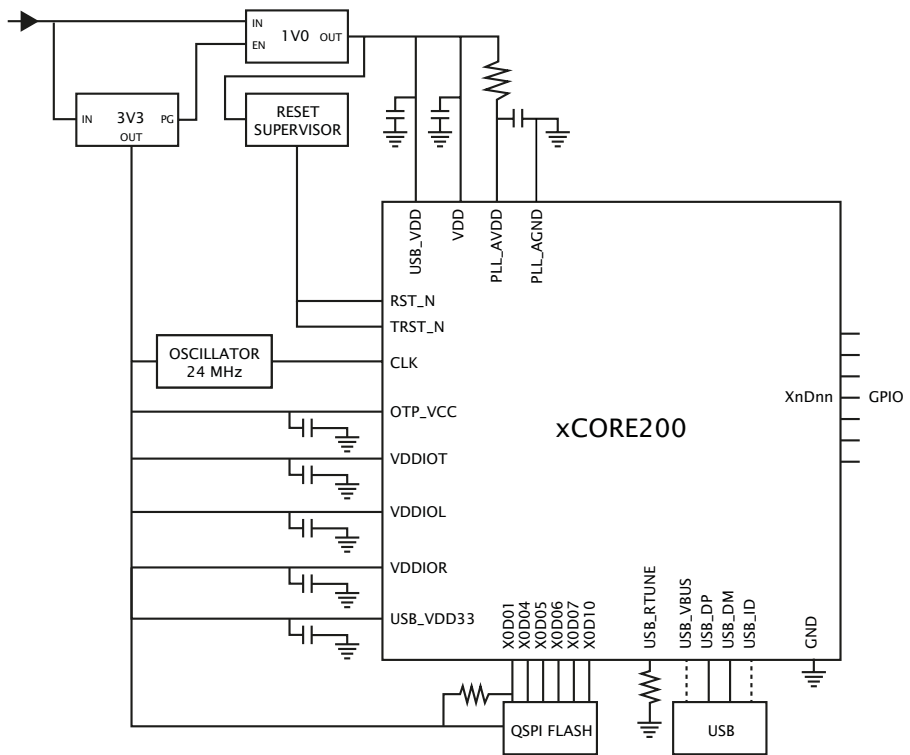 IN
1V0
OUT
EN
IN
3V3
PG
OUT
RESET
SUPERVISOR
USB_VDD
VDD
PLL_AVDD
PLL_AGND
RST_N
TRST_N
OSCILLATOR
24 MHz
CLK
XnDnn
GPIO
OTP_VCC
xCORE200
VDDIOT
VDDIOL
VDDIOR
USB_VDD33
X0D01
X0D04
X0D05
X0D06
X0D07
X0D10
USB_RTUNE
USB_VBUS
USB_DP
USB_DM
USB_ID
GND
QSPI FLASH
USB